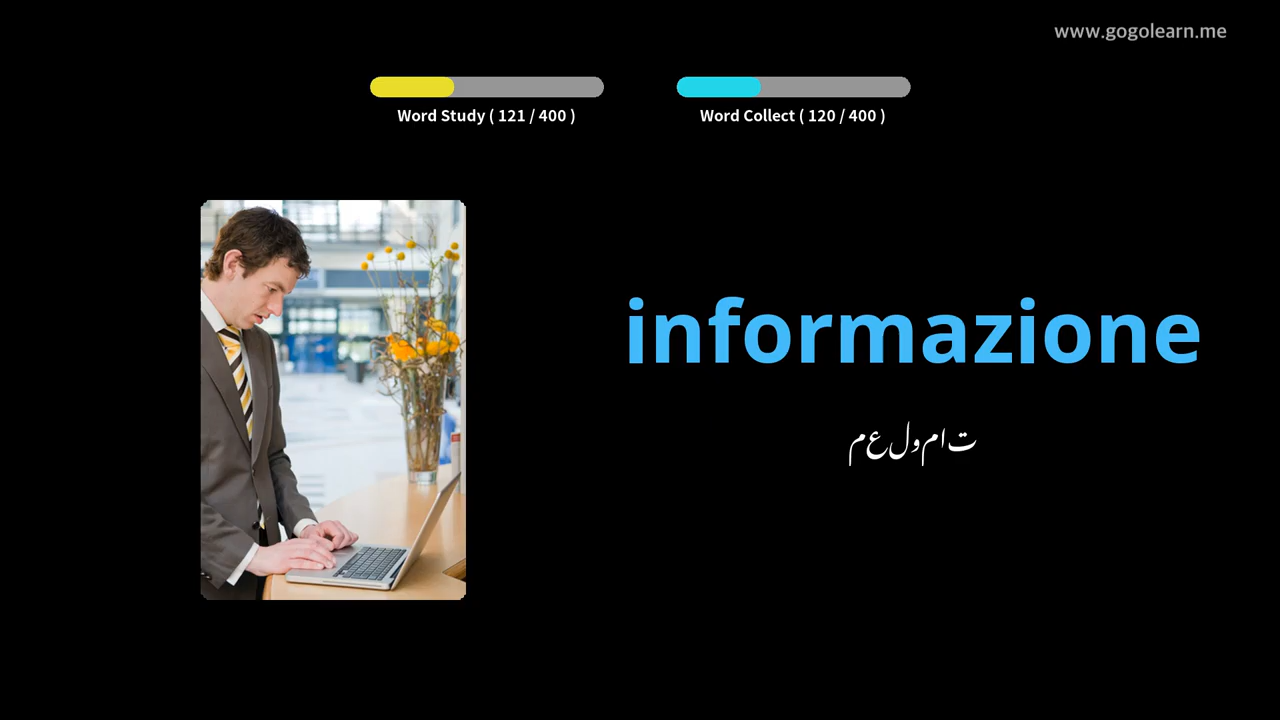 www.gogolearn.me
Word Study ( 121 / 400 )
Word Collect ( 120 / 400 )
informazione
معلومات